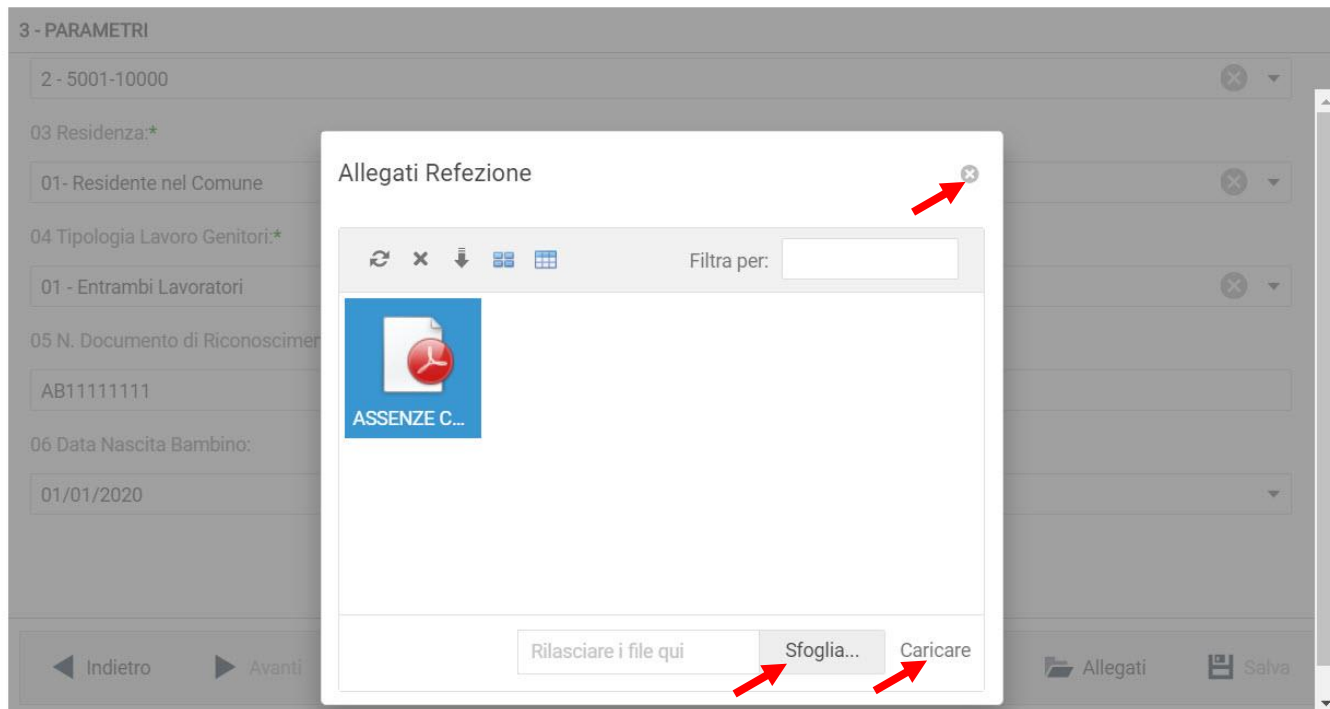 3 - PARAMETRI
2 - 5001-10000
03 Residenza:*
01- Residente nel Comune
04 Tipologia Lavoro Genitori:*
01 - Entrambi Lavoratori
05 N. Documento di Riconoscimen
AB11111111
06 Data Nascita Bambino:
01/01/2020
Allegati Refezione
Filtra per:
ASSENZE C...
Rilasciare i file qui Sfoglia... Caricare
Indietro Avanti Allegati Salva